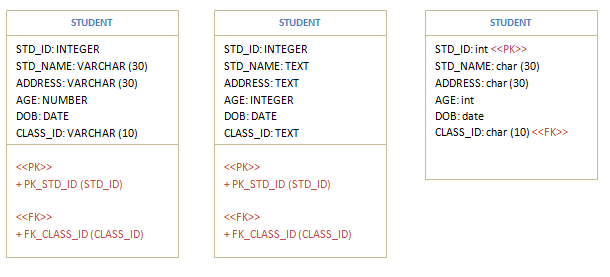 STUDENT
STD_ID: INTEGER
STD_NAME: VARCHAR (30)
ADDRESS: VARCHAR (30)
AGE: NUMBER
DOB: DATE
CLASS_ID: VARCHAR (10)
<<PK>>
+ PK_STD_ID (STD_ID)
<<FK>>
+ FK_CLASS_ID (CLASS_ID)
STUDENT
STD_ID: INTEGER
STD_NAME: TEXT
ADDRESS: TEXT
AGE: INTEGER
DOB: DATE
CLASS_ID: TEXT
<<PK>>
+ PK_STD_ID (STD_ID)
<<FK>>
+ FK_CLASS_ID (CLASS_ID)
STUDENT
STD_ID: int <<PK>>
STD_NAME: char (30)
ADDRESS: char (30)
AGE: int
DOB: date
CLASS_ID: char (10) <<FK>>